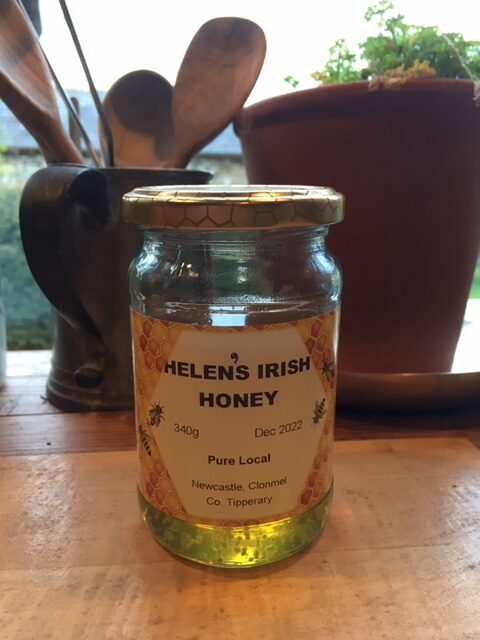 HELEN'S IRISH
HONEY
340g Dec 2022
Pure Local
Newcastle, Clonmel
Co. Tipperary